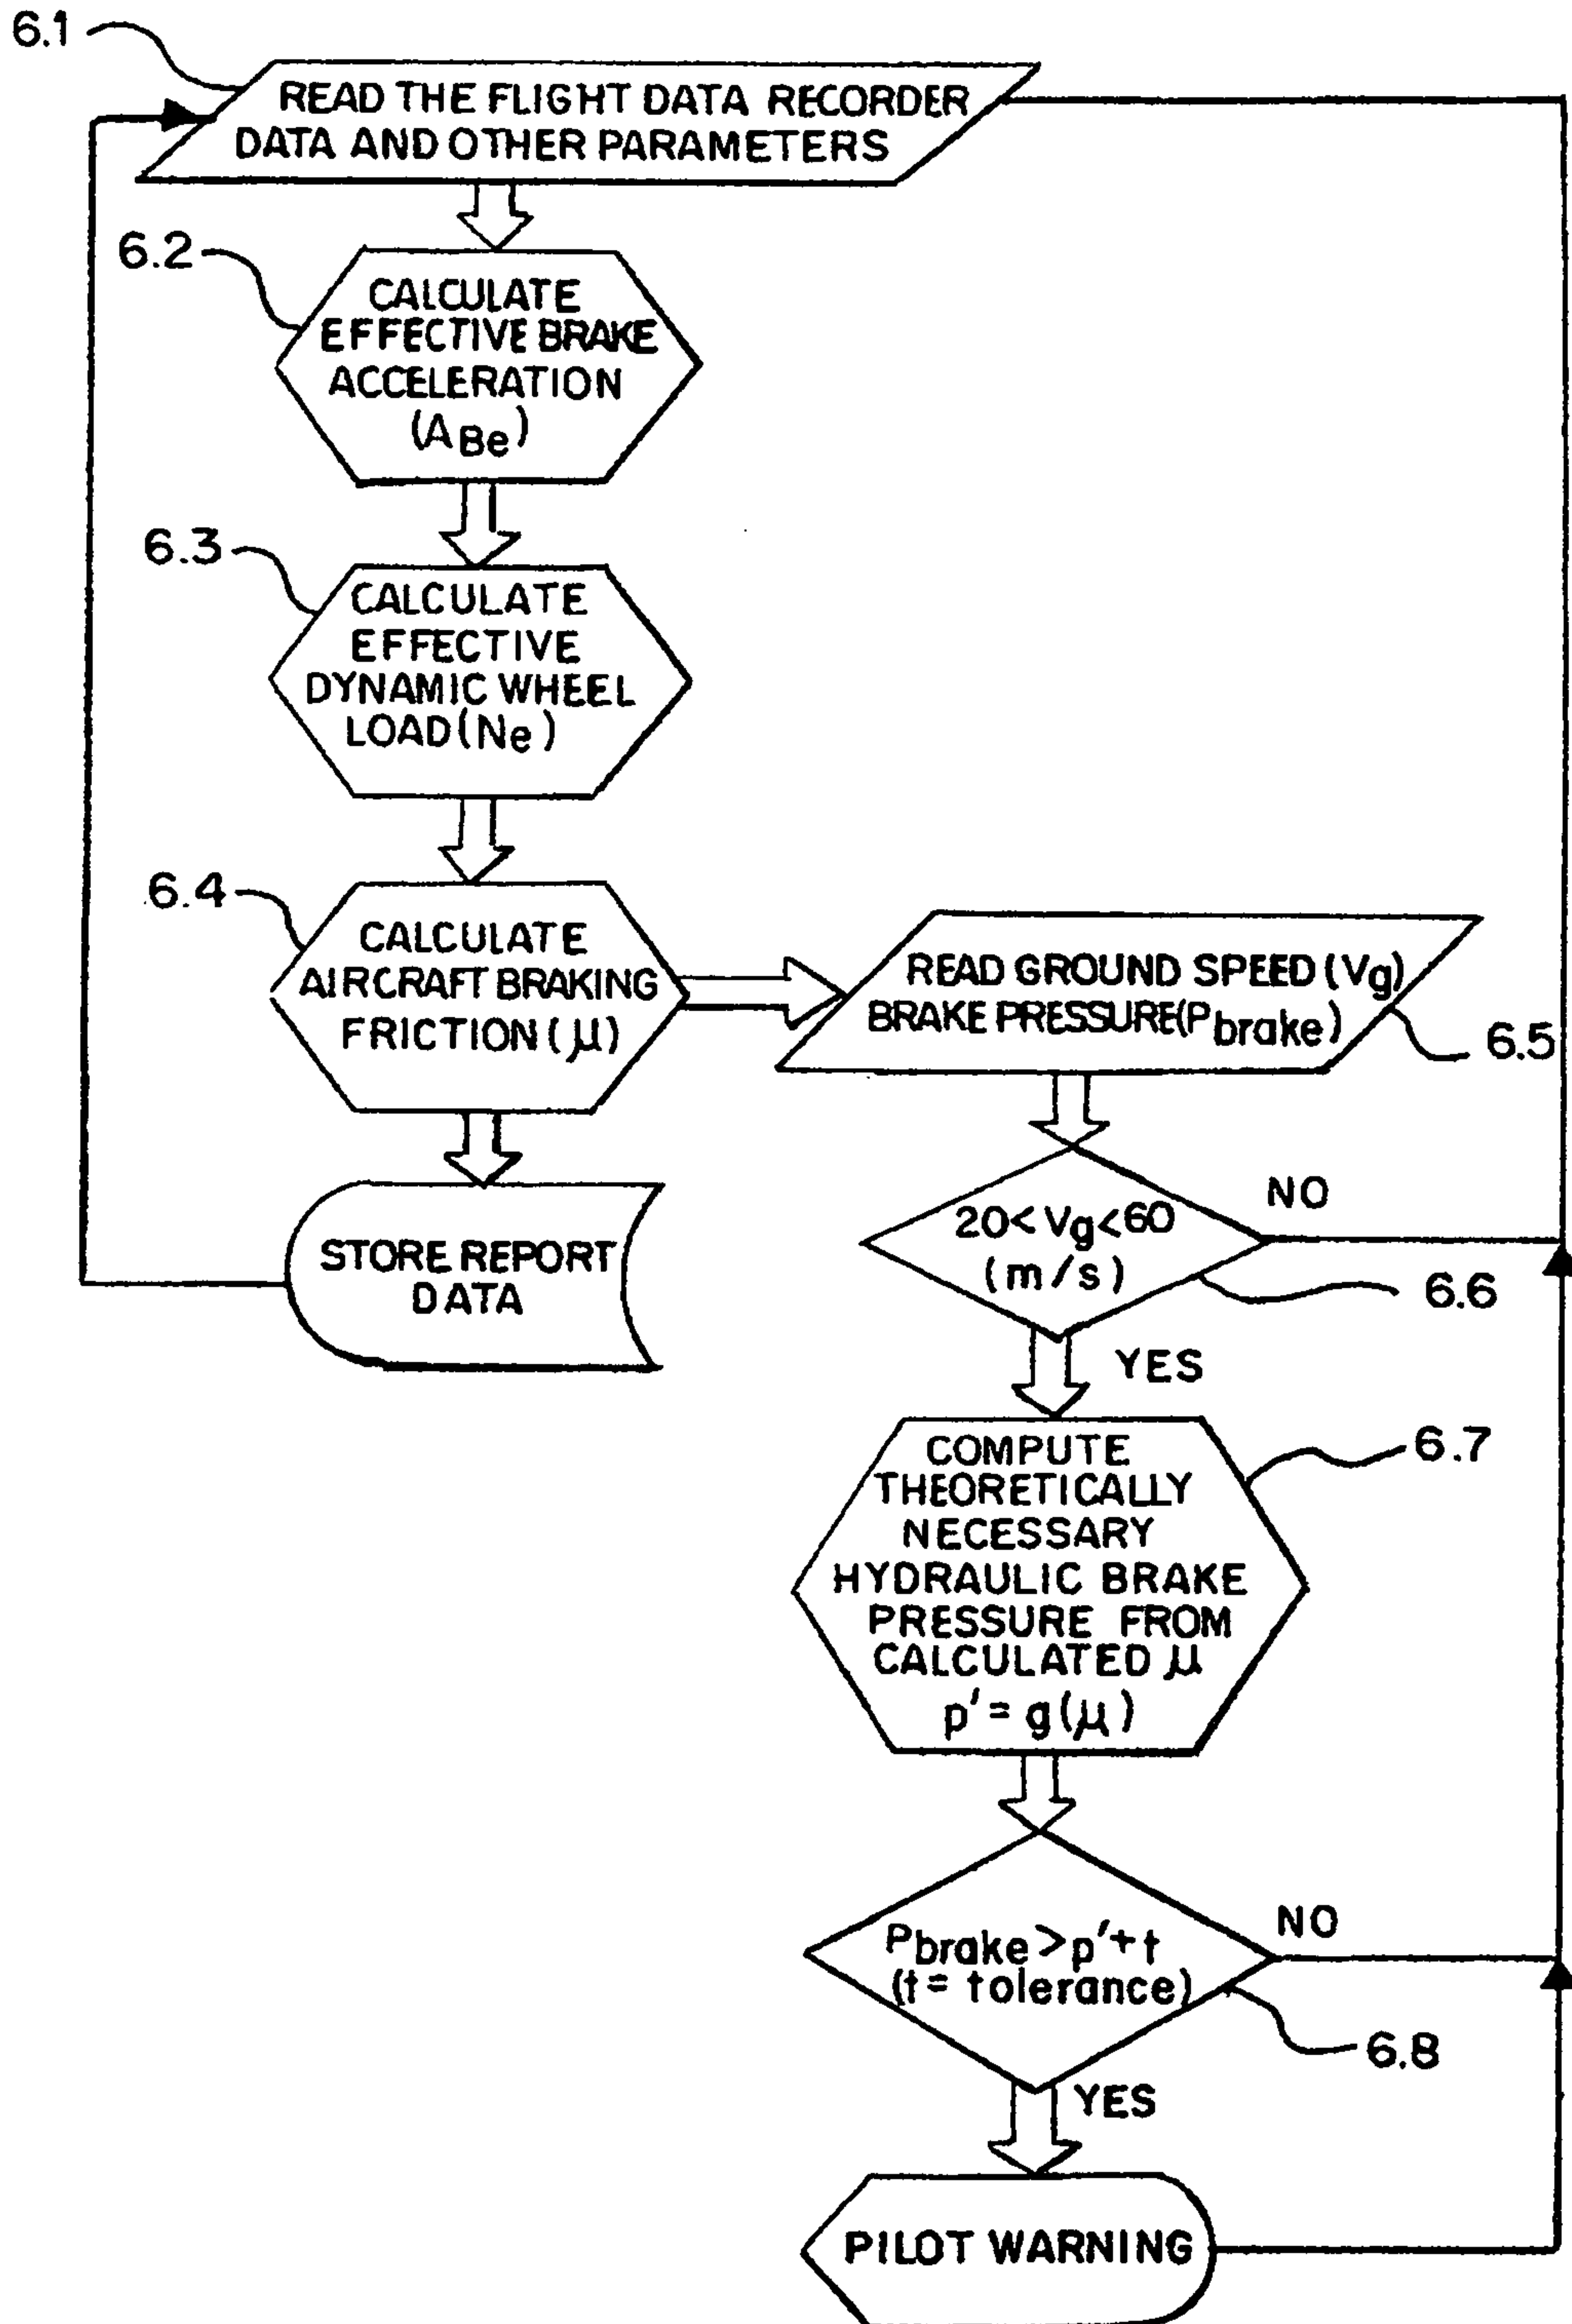 6.1
READ THE FLIGHT DATA RECORDER
DATA AND OTHER PARAMETERS
6.2
CALCULATE
EFFECTIVE BRAKE
ACCELERATION
(ABe)
6.3
CALCULATE
EFFECTIVE
DYNAMIC WHEEL
LOAD (Ne)
6.4
CALCULATE
AIRCRAFT BRAKING
FRICTION (μ)
READ GROUND SPEED (Vg)
BRAKE PRESSURE(Pbrake)
6.5
STORE REPORT
DATA
20<Vg<60
(m/s)
NO
6.6
YES
COMPUTE
THEORETICALLY
NECESSARY
HYDRAULIC BRAKE
PRESSURE FROM
CALCULATED μ
p' = g(μ)
6.7
Pbrake>p'+t
(t = tolerance)
NO
6.8
YES
PILOT WARNING